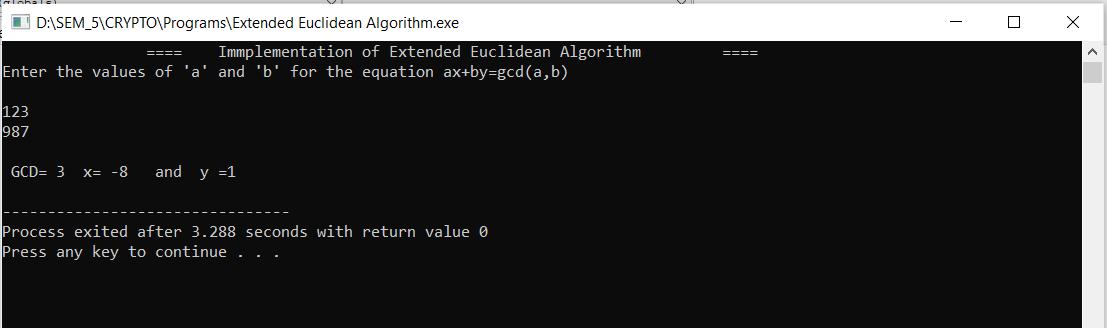 D:\SEM_5\CRYPTO\Programs\Extended Euclidean Algorithm.exe
==== Immplementation of Extended Euclidean Algorithm ====
Enter the values of 'a' and 'b' for the equation ax+by=gcd(a,b)
123
987
GCD= 3 x= -8 and y =1
--------------------------------
Process exited after 3.288 seconds with return value 0
Press any key to continue . . .